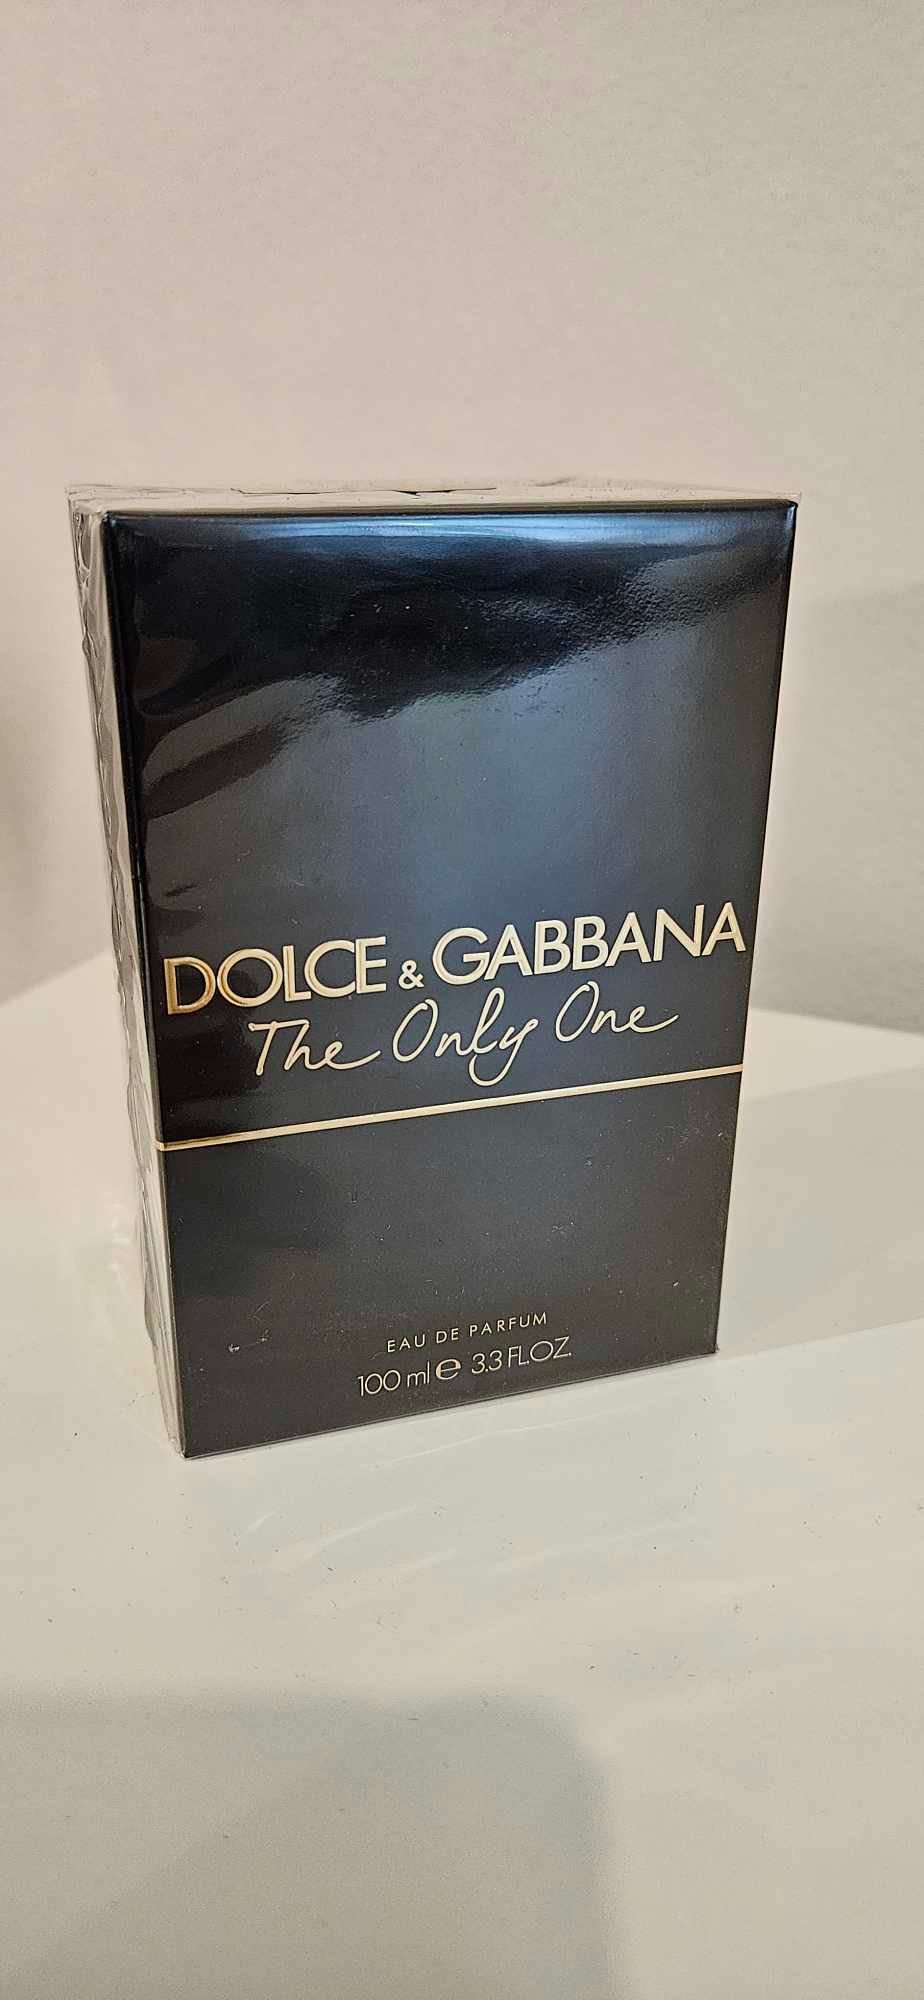 DOLCE & GABBANA
The Only One
EAU DE PARFUM
100 ml ℮ 3.3 FL.OZ.